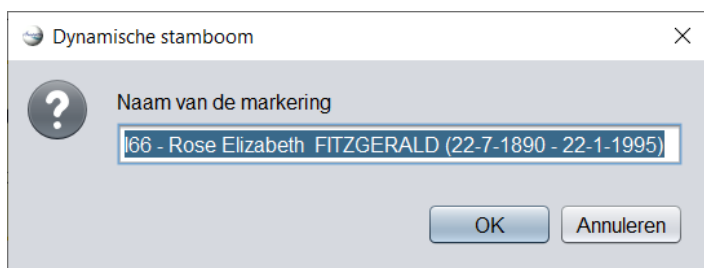 Dynamische stamboom
Naam van de markering
I66 - Rose Elizabeth  FITZGERALD (22-7-1890 - 22-1-1995)
OK
Annuleren